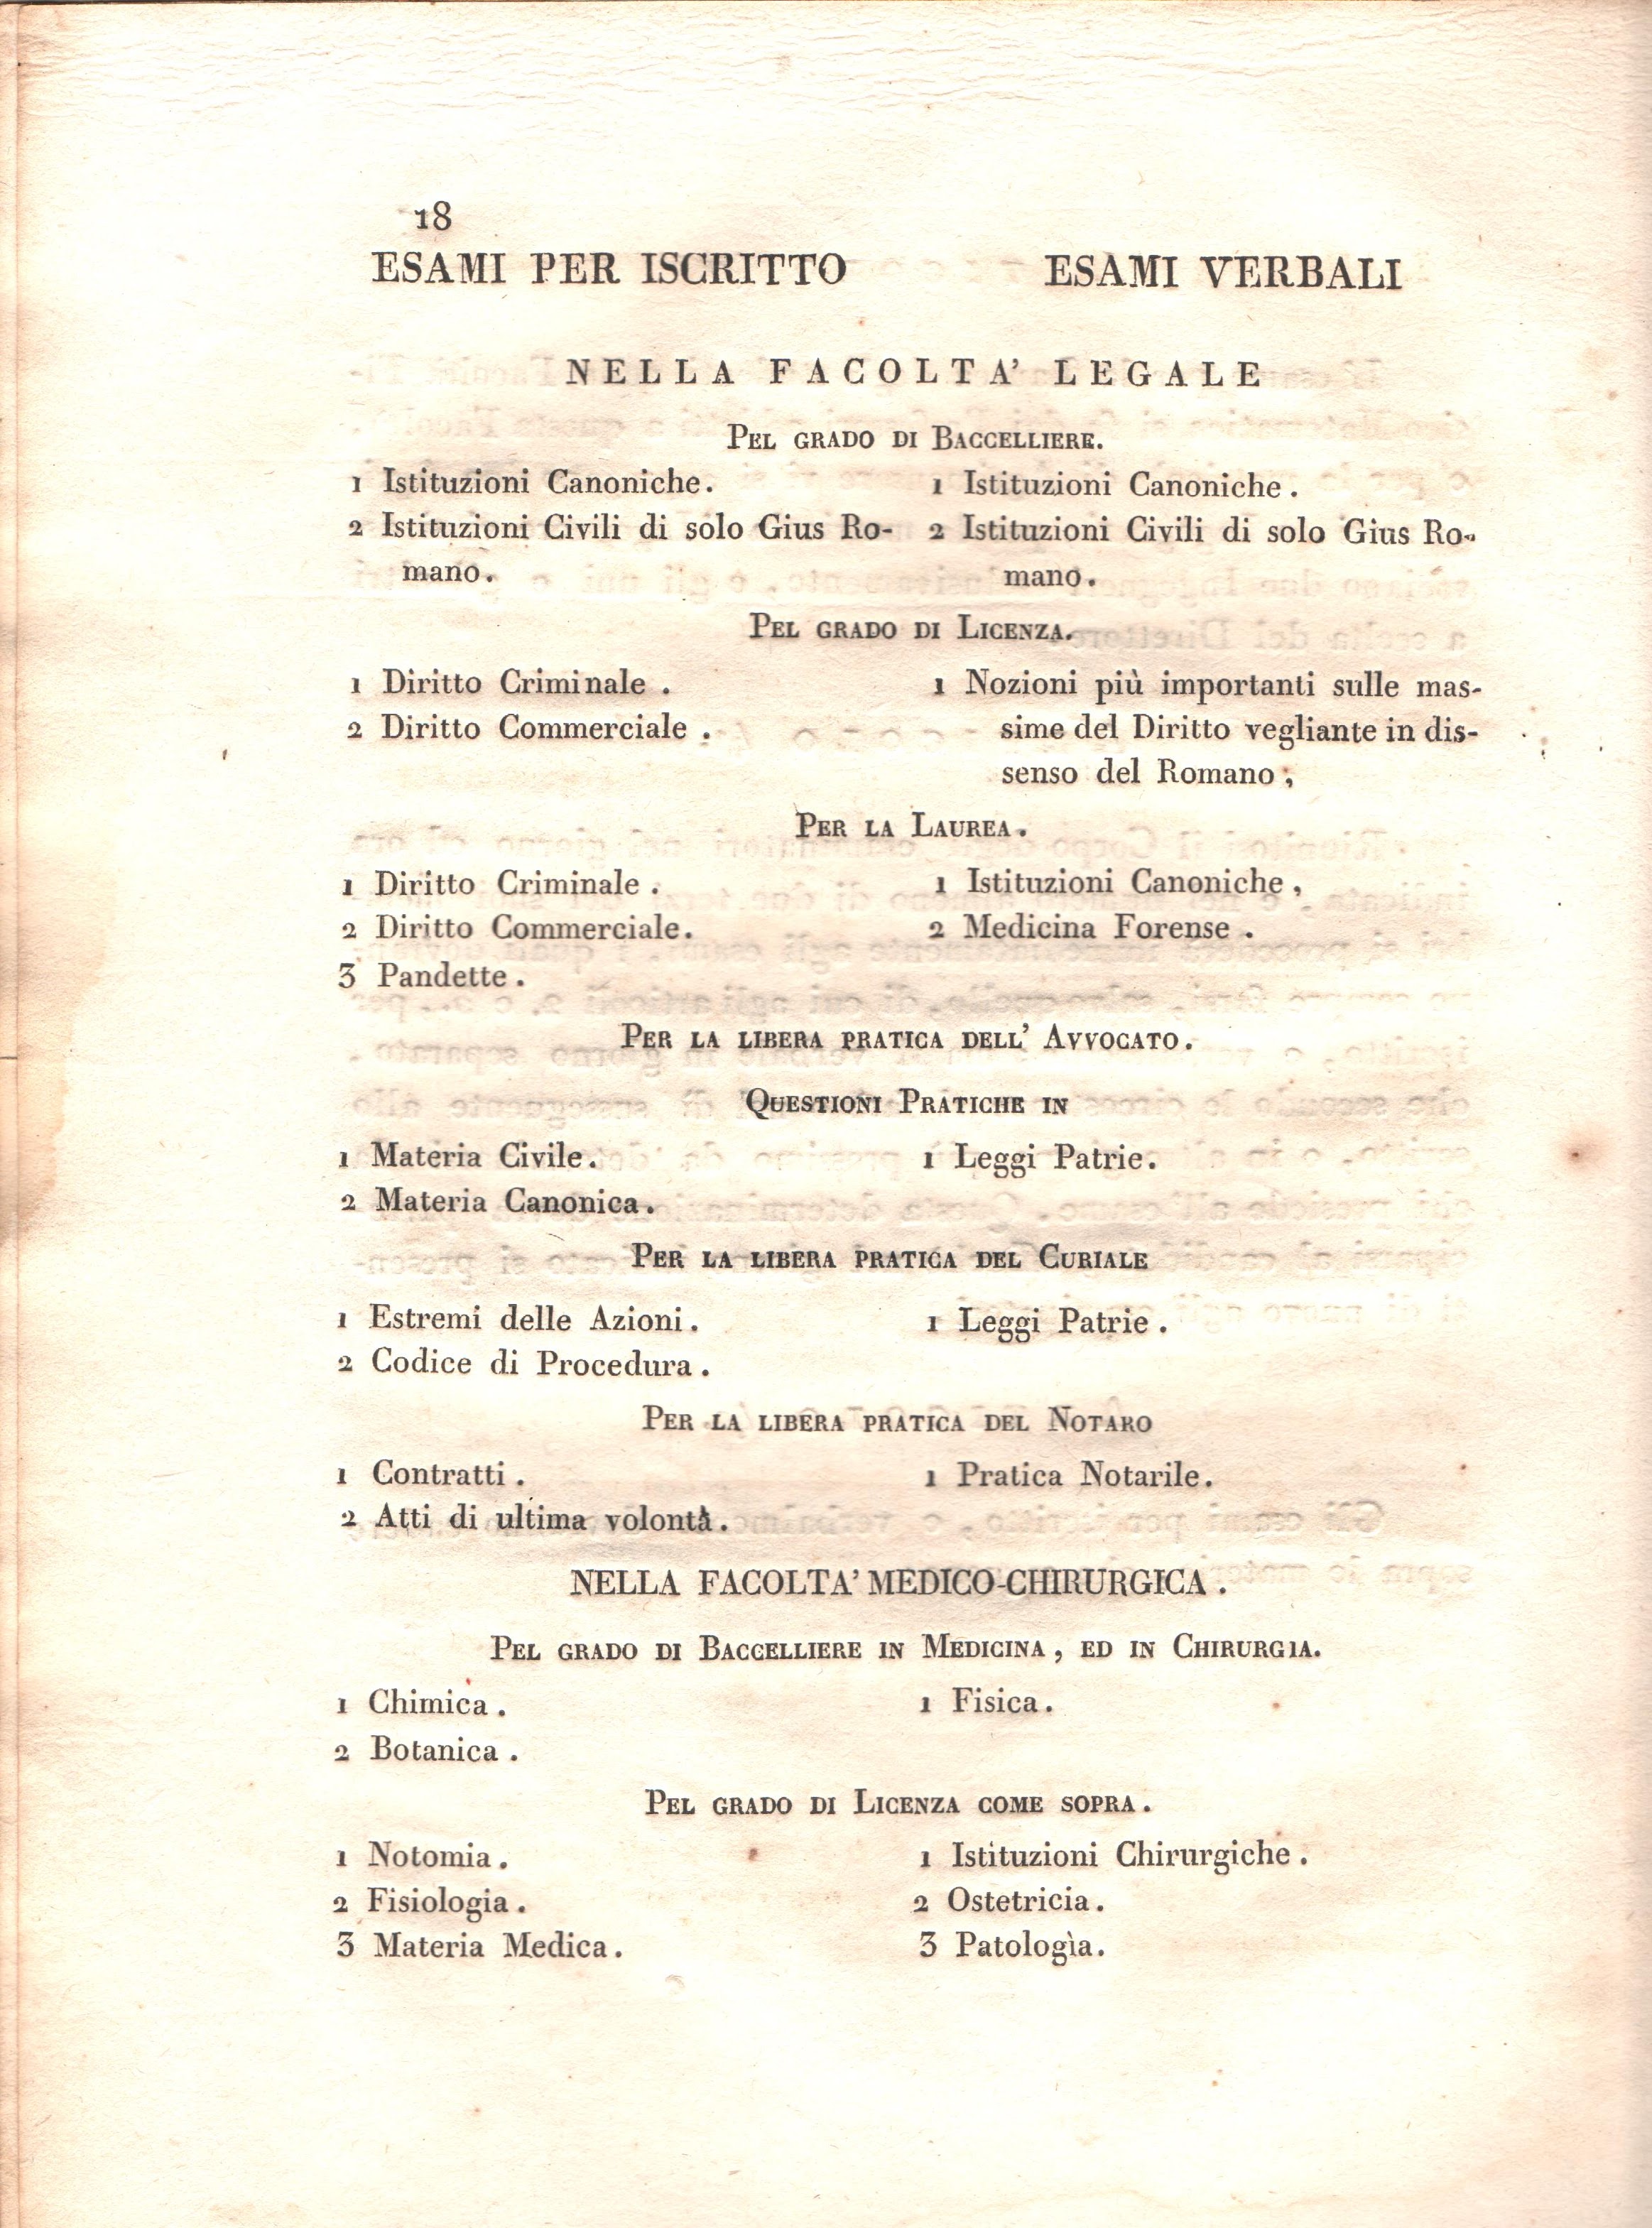 18
ESAMI PER ISCRITTO ESAMI VERBALI
NELLA FACOLTA' LEGALE
PEL GRADO DI BACCELLIERE.
1 Istituzioni Canoniche. 1 Istituzioni Canoniche.
2 Istituzioni Civili di solo Gius Ro- 2 Istituzioni Civili di solo Gius Ro-
mano. mano.
PEL GRADO DI LICENZA.
1 Diritto Criminale. 1 Nozioni più importanti sulle mas-
2 Diritto Commerciale. sime del Diritto vegliante in dis-
senso del Romano;
PER LA LAUREA.
1 Diritto Criminale. 1 Istituzioni Canoniche,
2 Diritto Commerciale. 2 Medicina Forense.
3 Pandette.
PER LA LIBERA PRATICA DELL' AVVOCATO.
QUESTIONI PRATICHE IN
1 Materia Civile. 1 Leggi Patrie.
2 Materia Canonica.
PER LA LIBERA PRATICA DEL CURIALE
1 Estremi delle Azioni. 1 Leggi Patrie.
2 Codice di Procedura.
PER LA LIBERA PRATICA DEL NOTARO
1 Contratti. 1 Pratica Notarile.
2 Atti di ultima volontà.
NELLA FACOLTA' MEDICO-CHIRURGICA.
PEL GRADO DI BACCELLIERE IN MEDICINA, ED IN CHIRURGIA.
1 Chimica. 1 Fisica.
2 Botanica.
PEL GRADO DI LICENZA COME SOPRA.
1 Notomia. 1 Istituzioni Chirurgiche.
2 Fisiologia. 2 Ostetricia.
3 Materia Medica. 3 Patologìa.